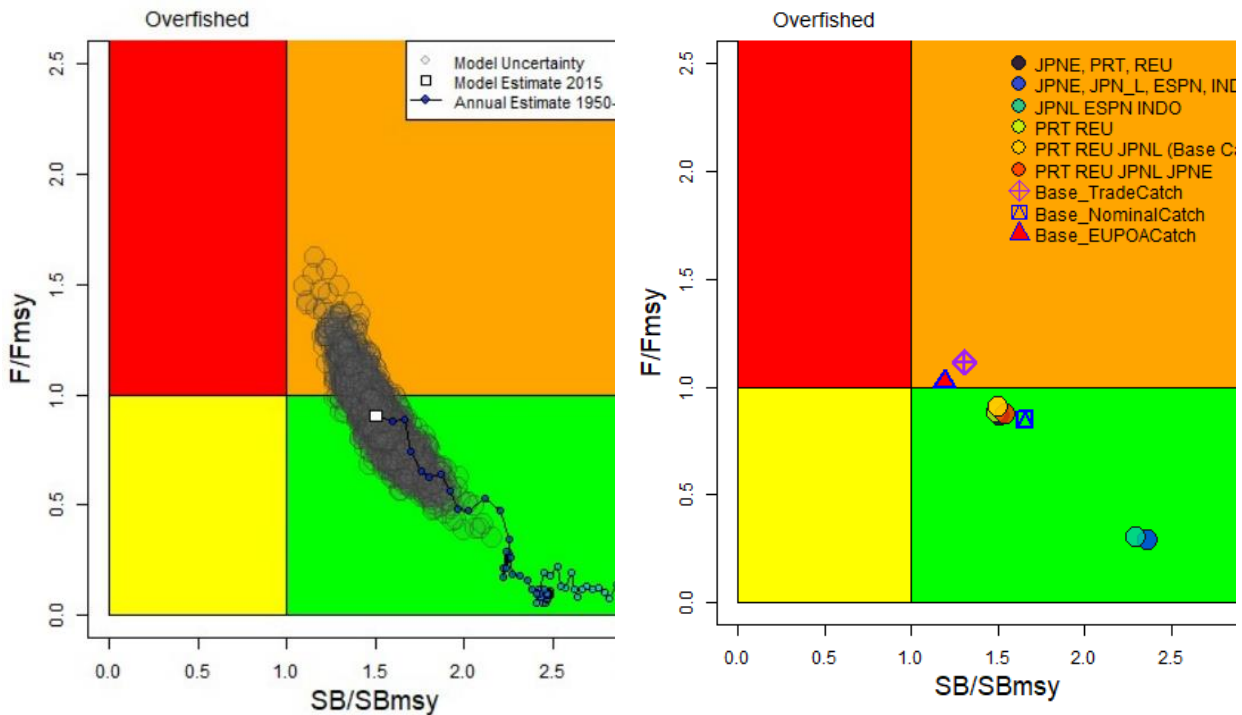 Overfished
Model Uncertainty
Model Estimate 2015
Annual Estimate 1950-
2.5
2.0
1.5
1.0
0.5
0.0
F/Fmsy
0.0 0.5 1.0 1.5 2.0 2.5
SB/SBmsy
Overfished
JPNE, PRT, REU
JPNE, JPN_L, ESPN, IND
JPNL ESPN INDO
PRT REU
PRT REU JPNL (Base Ca
PRT REU JPNL JPNE
Base_TradeCatch
Base_NominalCatch
Base_EUPOACatch
2.5
2.0
1.5
1.0
0.5
0.0
F/Fmsy
0.0 0.5 1.0 1.5 2.0 2.5
SB/SBmsy